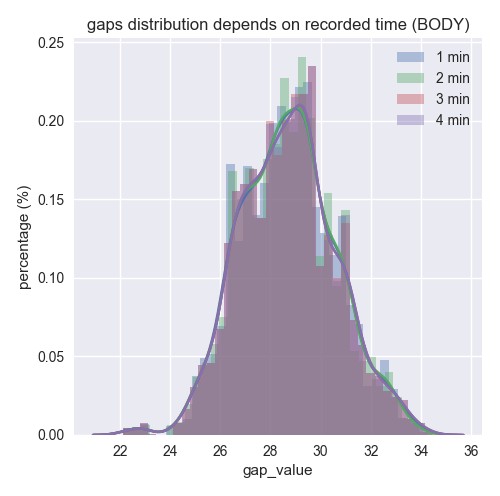 gaps distribution depends on recorded time (BODY)
0.25
0.20
0.15
0.10
0.05
0.00
percentage (%)
1 min
2 min
3 min
4 min
22 24 26 28 30 32 34 36
gap_value